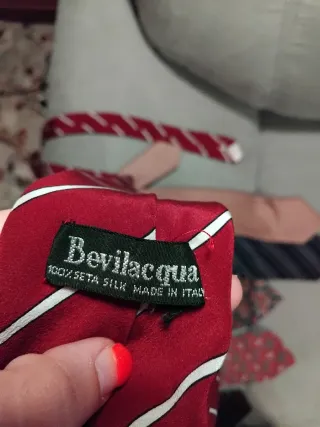 Bevilacqua
100% SETA SILK MADE IN ITALY